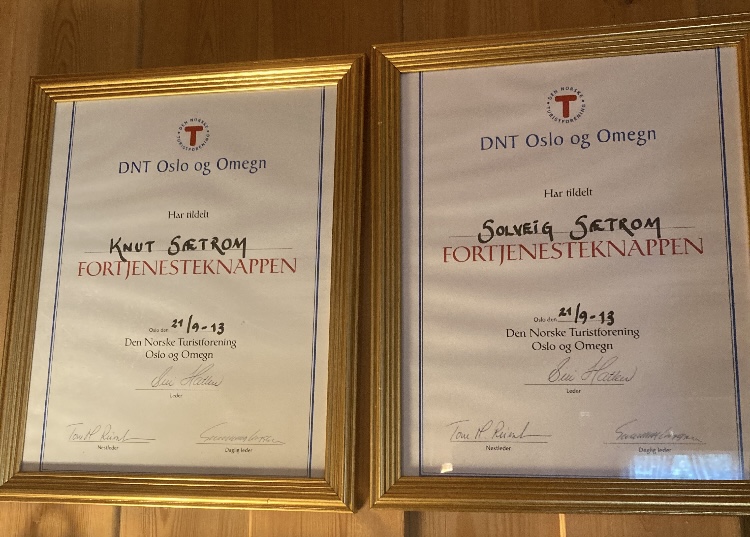 DEN NORSKE TURISTFORENING
T
DNT Oslo og Omegn
Har tildelt
KNUT SÆTROM
FORTJENESTEKNAPPEN
Oslo den 21/9-13
Den Norske Turistforening
Oslo og Omegn
Leder
Nestleder
Daglig leder
DEN NORSKE TURISTFORENING
T
DNT Oslo og Omegn
Har tildelt
SOLVEIG SÆTROM
FORTJENESTEKNAPPEN
Oslo den 21/9-13
Den Norske Turistforening
Oslo og Omegn
Leder
Nestleder
Daglig leder